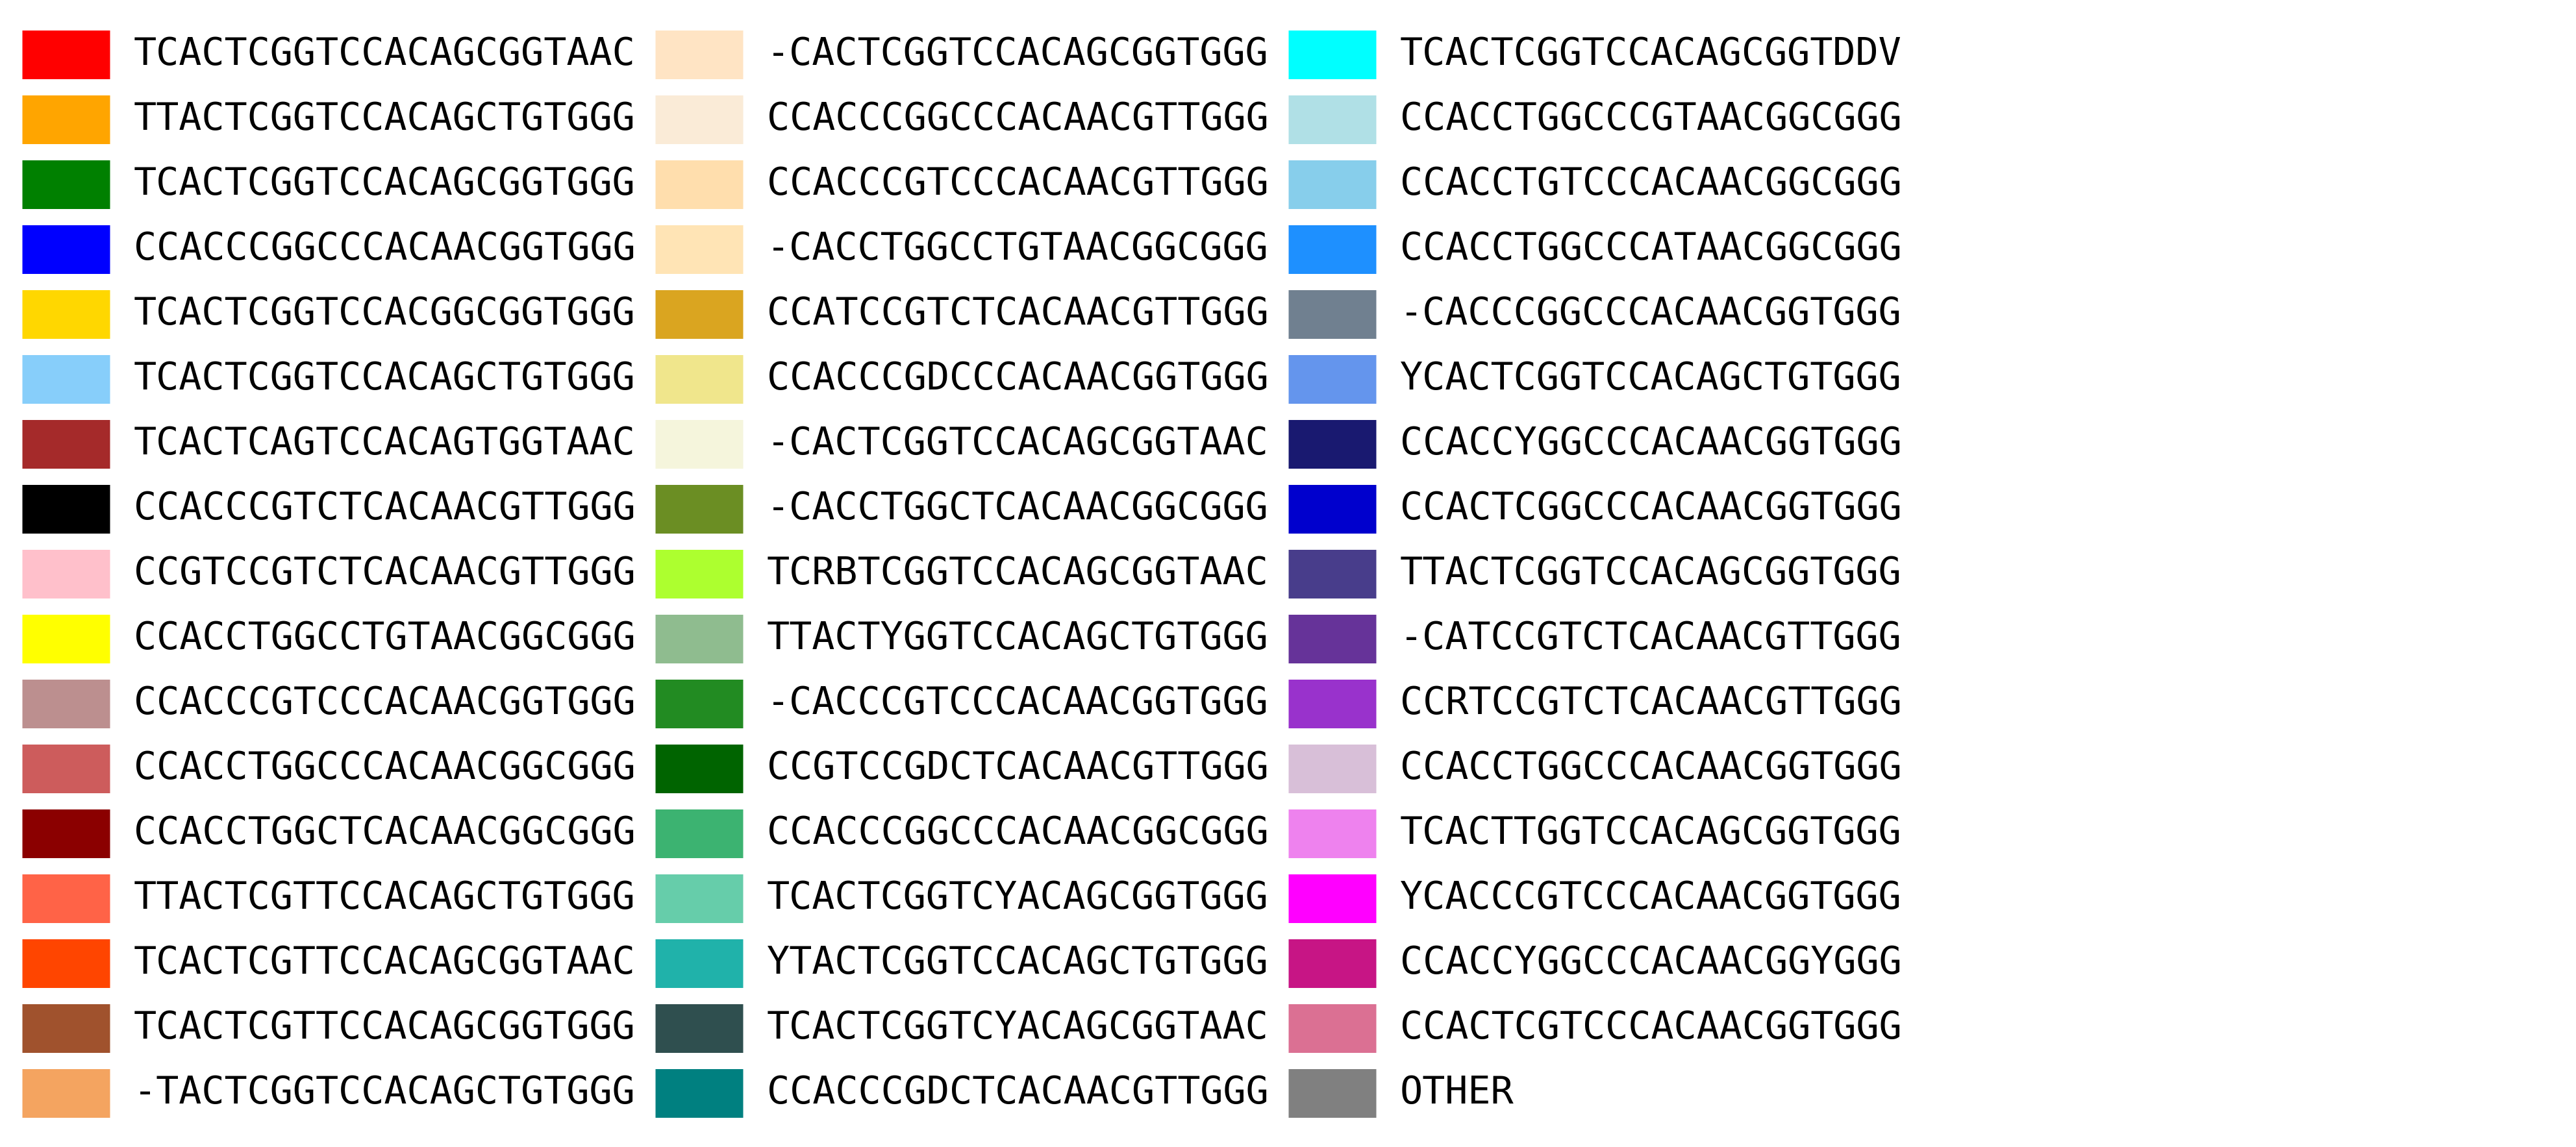 TCACTCGGTCCACAGCGGTAAC
TTACTCGGTCCACAGCTGTGGG
TCACTCGGTCCACAGCGGTGGG
CCACCCGGCCCACAACGGTGGG
TCACTCGGTCCACGGCGGTGGG
TCACTCGGTCCACAGCTGTGGG
TCACTCAGTCCACAGTGGTAAC
CCACCCGTCTCACAACGTTGGG
CCGTCCGTCTCACAACGTTGGG
CCACCTGGCCTGTAACGGCGGG
CCACCCGTCCCACAACGGTGGG
CCACCTGGCCCACAACGGCGGG
CCACCTGGCTCACAACGGCGGG
TTACTCGTTCCACAGCTGTGGG
TCACTCGTTCCACAGCGGTAAC
TCACTCGTTCCACAGCGGTGGG
-TACTCGGTCCACAGCTGTGGG
-CACTCGGTCCACAGCGGTGGG
CCACCCGGCCCACAACGTTGGG
CCACCCGTCCCACAACGTTGGG
-CACCTGGCCTGTAACGGCGGG
CCATCCGTCTCACAACGTTGGG
CCACCCGDCCCACAACGGTGGG
-CACTCGGTCCACAGCGGTAAC
-CACCTGGCTCACAACGGCGGG
TCRBTCGGTCCACAGCGGTAAC
TTACTYGGTCCACAGCTGTGGG
-CACCCGTCCCACAACGGTGGG
CCGTCCGDCTCACAACGTTGGG
CCACCCGGCCCACAACGGCGGG
TCACTCGGTCYACAGCGGTGGG
YTACTCGGTCCACAGCTGTGGG
TCACTCGGTCYACAGCGGTAAC
CCACCCGDCTCACAACGTTGGG
TCACTCGGTCCACAGCGGTDDV
CCACCTGGCCCGTAACGGCGGG
CCACCTGTCCCACAACGGCGGG
CCACCTGGCCCATAACGGCGGG
-CACCCGGCCCACAACGGTGGG
YCACTCGGTCCACAGCTGTGGG
CCACCYGGCCCACAACGGTGGG
CCACTCGGCCCACAACGGTGGG
TTACTCGGTCCACAGCGGTGGG
-CATCCGTCTCACAACGTTGGG
CCRTCCGTCTCACAACGTTGGG
CCACCTGGCCCACAACGGTGGG
TCACTTGGTCCACAGCGGTGGG
YCACCCGTCCCACAACGGTGGG
CCACCYGGCCCACAACGGYGGG
CCACTCGTCCCACAACGGTGGG
OTHER